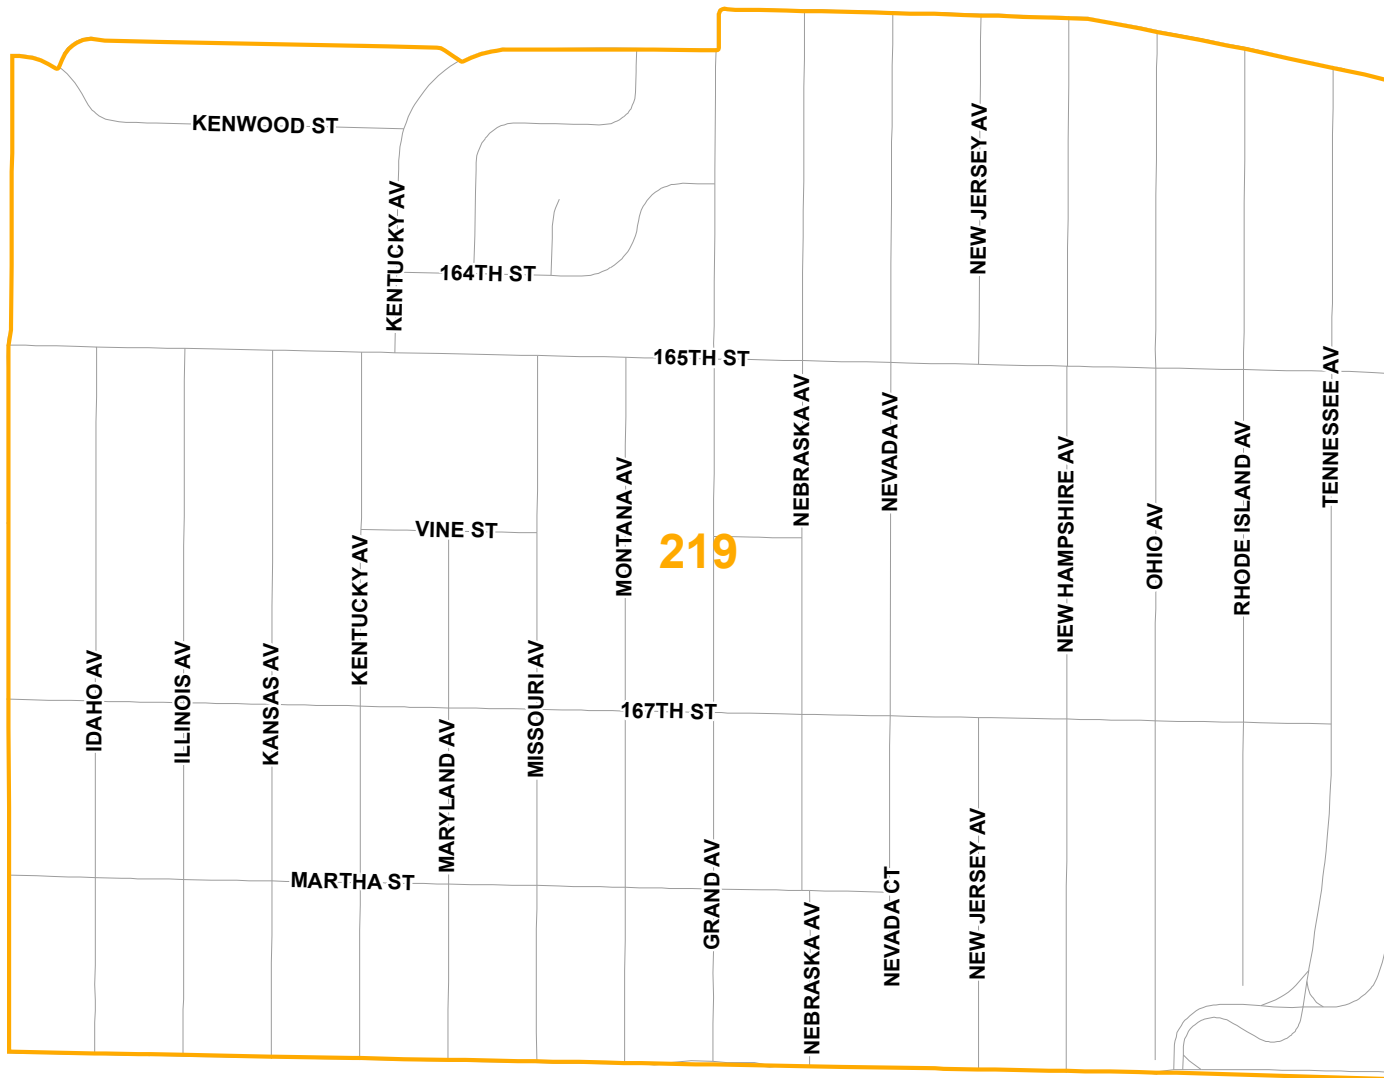 KENWOOD ST
KENTUCKY AV
164TH ST
NEW JERSEY AV
165TH ST
NEBRASKA AV
NEVADA AV
TENNESSEE AV
VINE ST
KENTUCKY AV
MONTANA AV
219
NEW HAMPSHIRE AV
OHIO AV
RHODE ISLAND AV
IDAHO AV
ILLINOIS AV
KANSAS AV
MISSOURI AV
167TH ST
MARYLAND AV
MARTHA ST
GRAND AV
NEBRASKA AV
NEVADA CT
NEW JERSEY AV